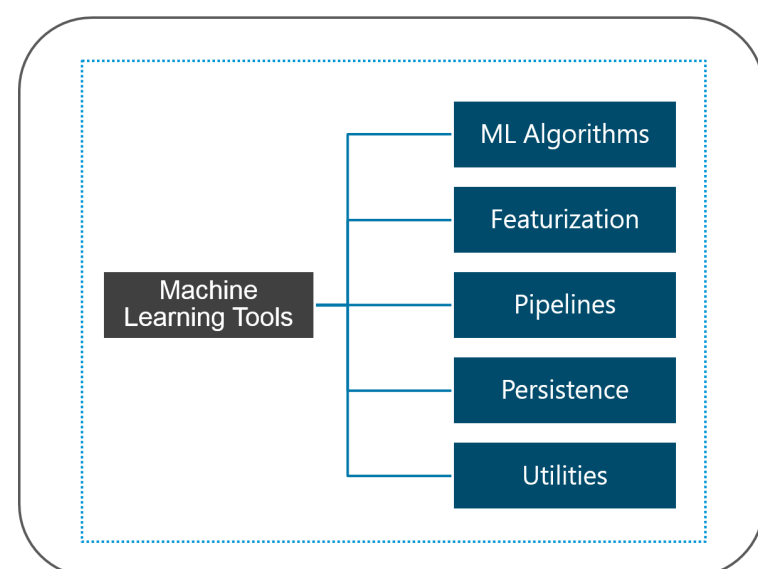 ML Algorithms
Featurization
Machine
Learning Tools
Pipelines
Persistence
Utilities